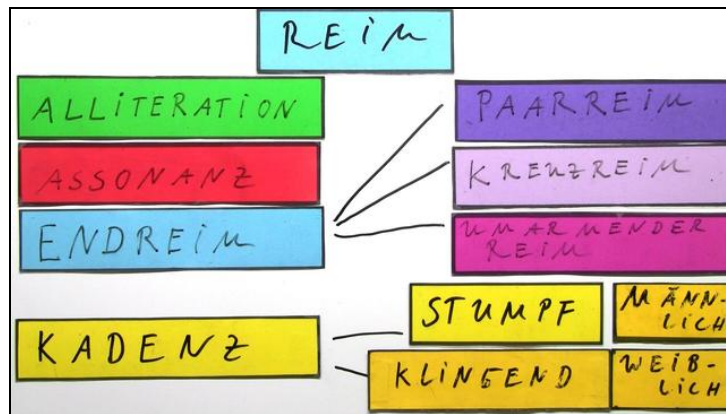 REIM
ALLITERATION
PAARREIM
ASSONANZ
KREUZREIM
ENDREIM
UMARMENDER
REIM
STUMPF
MÄNN-
LICH
KADENZ
KLINGEND
WEIB-
LICH